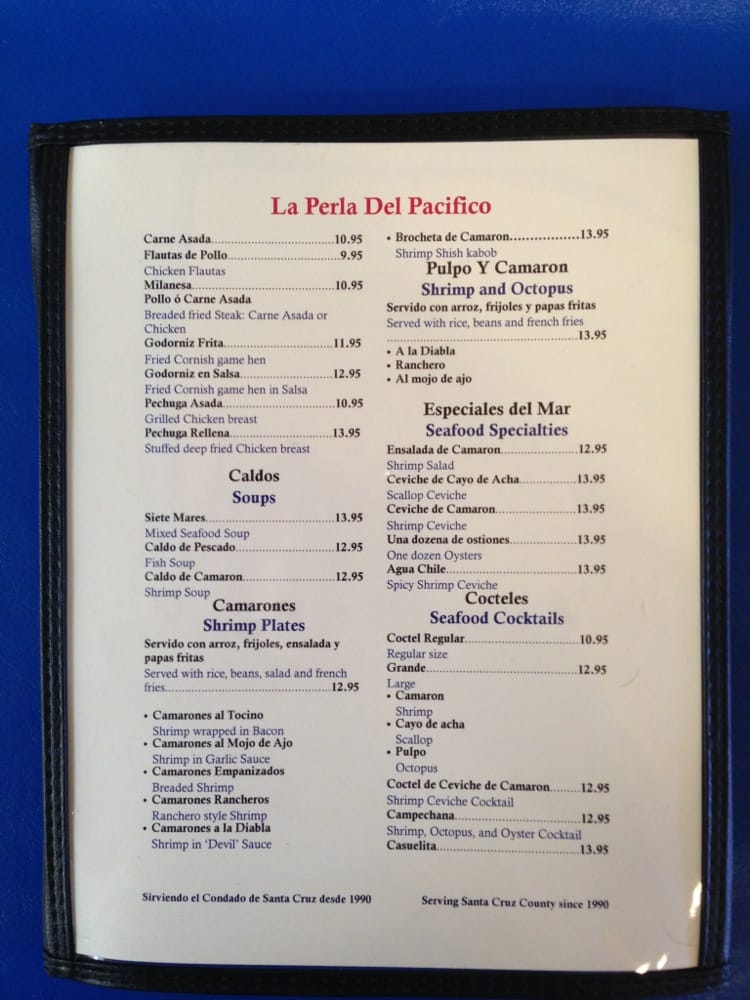 La Perla Del Pacifico
Carne Asada..............................10.95
Flautas de Pollo...........................9.95
Chicken Flautas
Milanesa...................................10.95
Pollo ó Carne Asada
Breaded fried Steak: Carne Asada or
Chicken
Godorniz Frita...........................11.95
Fried Cornish game hen
Godorniz en Salsa.......................12.95
Fried Cornish game hen in Salsa
Pechuga Asada..........................10.95
Grilled Chicken breast
Pechuga Rellena.........................13.95
Stuffed deep fried Chicken breast
Caldos
Soups
Siete Mares...............................13.95
Mixed Seafood Soup
Caldo de Pescado........................12.95
Fish Soup
Caldo de Camaron......................12.95
Shrimp Soup
Camarones
Shrimp Plates
Servido con arroz, frijoles, ensalada y
papas fritas
Served with rice, beans, salad and french
fries.........................................12.95
• Camarones al Tocino
Shrimp wrapped in Bacon
• Camarones al Mojo de Ajo
Shrimp in Garlic Sauce
• Camarones Empanizados
Breaded Shrimp
• Camarones Rancheros
Ranchero style Shrimp
• Camarones a la Diabla
Shrimp in ‘Devil’ Sauce
• Brocheta de Camaron.................13.95
Shrimp Shish kabob
Pulpo Y Camaron
Shrimp and Octopus
Servido con arroz, frijoles y papas fritas
Served with rice, beans and french fries
..............................................13.95
• A la Diabla
• Ranchero
• Al mojo de ajo
Especiales del Mar
Seafood Specialties
Ensalada de Camaron...................12.95
Shrimp Salad
Ceviche de Cayo de Acha..............13.95
Scallop Ceviche
Ceviche de Camaron....................13.95
Shrimp Ceviche
Una dozena de ostiones................13.95
One dozen Oysters
Agua Chile................................13.95
Spicy Shrimp Ceviche
Cocteles
Seafood Cocktails
Coctel Regular...........................10.95
Regular size
Grande.....................................12.95
Large
• Camaron
Shrimp
• Cayo de acha
Scallop
• Pulpo
Octopus
Coctel de Ceviche de Camaron........12.95
Shrimp Ceviche Cocktail
Campechana..............................12.95
Shrimp, Octopus, and Oyster Cocktail
Casuelita...................................13.95
Sirviendo el Condado de Santa Cruz desde 1990
Serving Santa Cruz County since 1990